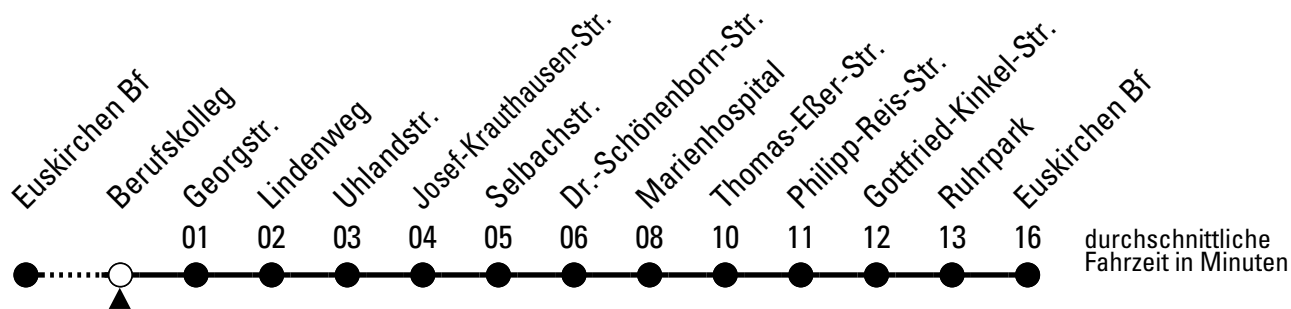 Euskirchen Bf
Berufskolleg
Georgstr.
Lindenweg
Uhlandstr.
Josef-Krauthausen-Str.
Selbachstr.
Dr.-Schönenborn-Str.
Marienhospital
Thomas-Eßer-Str.
Philipp-Reis-Str.
Gottfried-Kinkel-Str.
Ruhrpark
Euskirchen Bf
01 02 03 04 05 06 08 10 11 12 13 16
durchschnittliche
Fahrzeit in Minuten